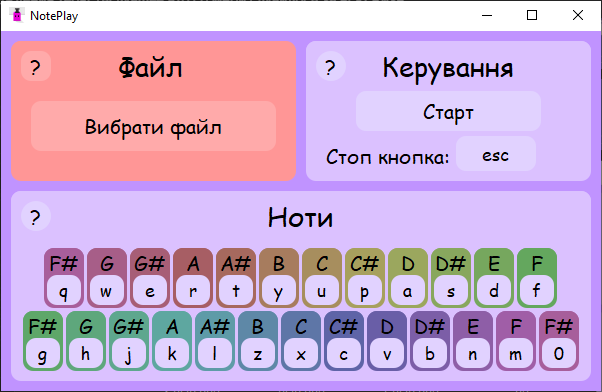 NotePlay
? Файл
? Керування
Вибрати файл
Старт
Стоп кнопка: esc
? Ноти
F# G G# A A# B C C# D D# E F
q w e r t y u p a s d f
F# G G# A A# B C C# D D# E F F#
g h j k l z x c v b n m 0